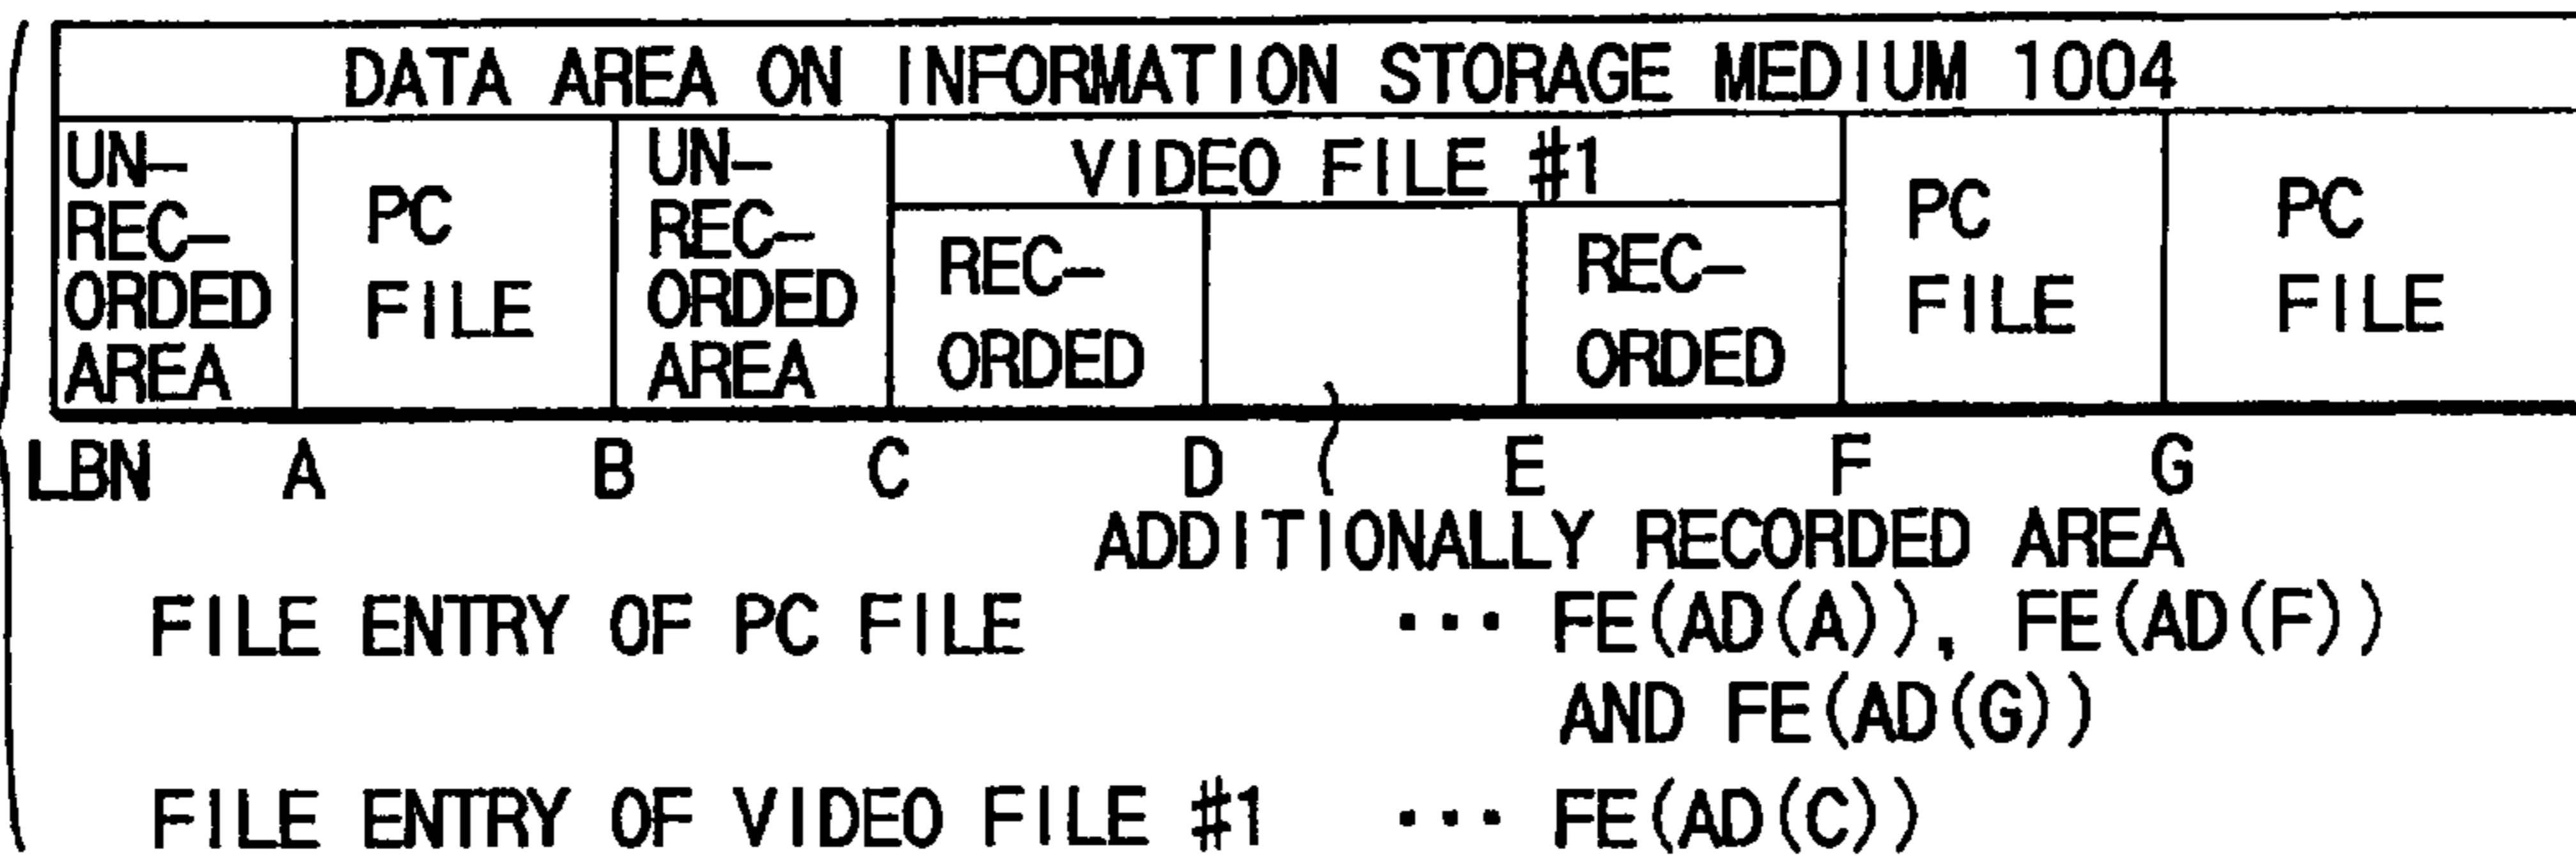 DATA AREA ON INFORMATION STORAGE MEDIUM 1004
UN-
REC-
ORDED
AREA
PC
FILE
UN-
REC-
ORDED
AREA
VIDEO FILE #1
REC-
ORDED
REC-
ORDED
PC
FILE
PC
FILE
LBN A B C D E F G
ADDITIONALLY RECORDED AREA
FILE ENTRY OF PC FILE ··· FE(AD(A)), FE(AD(F))
AND FE(AD(G))
FILE ENTRY OF VIDEO FILE #1 ··· FE(AD(C))